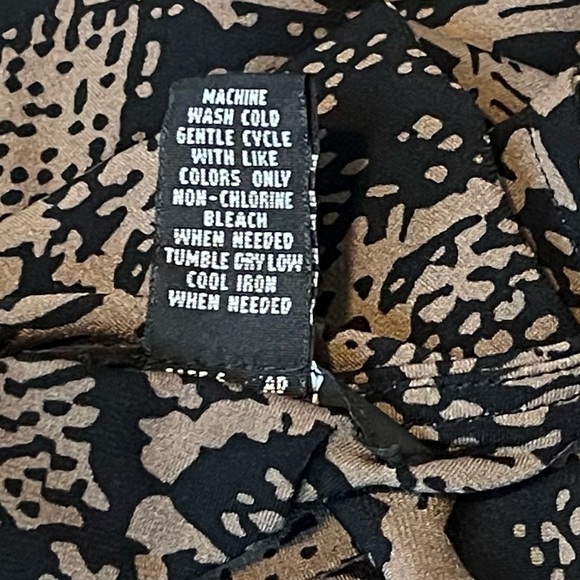 MACHINE
WASH COLD
GENTLE CYCLE
WITH LIKE
COLORS ONLY
NON-CHLORINE
BLEACH
WHEN NEEDED
TUMBLE DRY LOW
COOL IRON
WHEN NEEDED